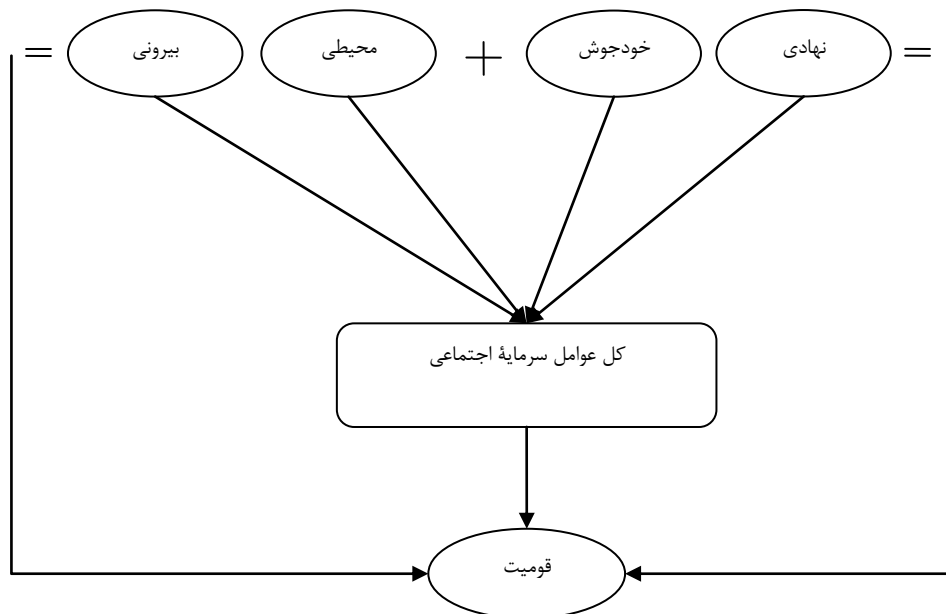 = نهادی خودجوش + محیطی بیرونی =
کل عوامل سرمایهٔ اجتماعی
قومیت